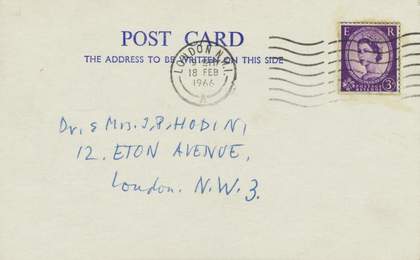 POST CARD
THE ADDRESS TO BE WRITTEN ON THIS SIDE
LONDON N.W.1
18 FEB
1966
A
E R
3D
Dr. & Mrs. J. P. HODIN,
12. ETON AVENUE,
London. N.W.3.